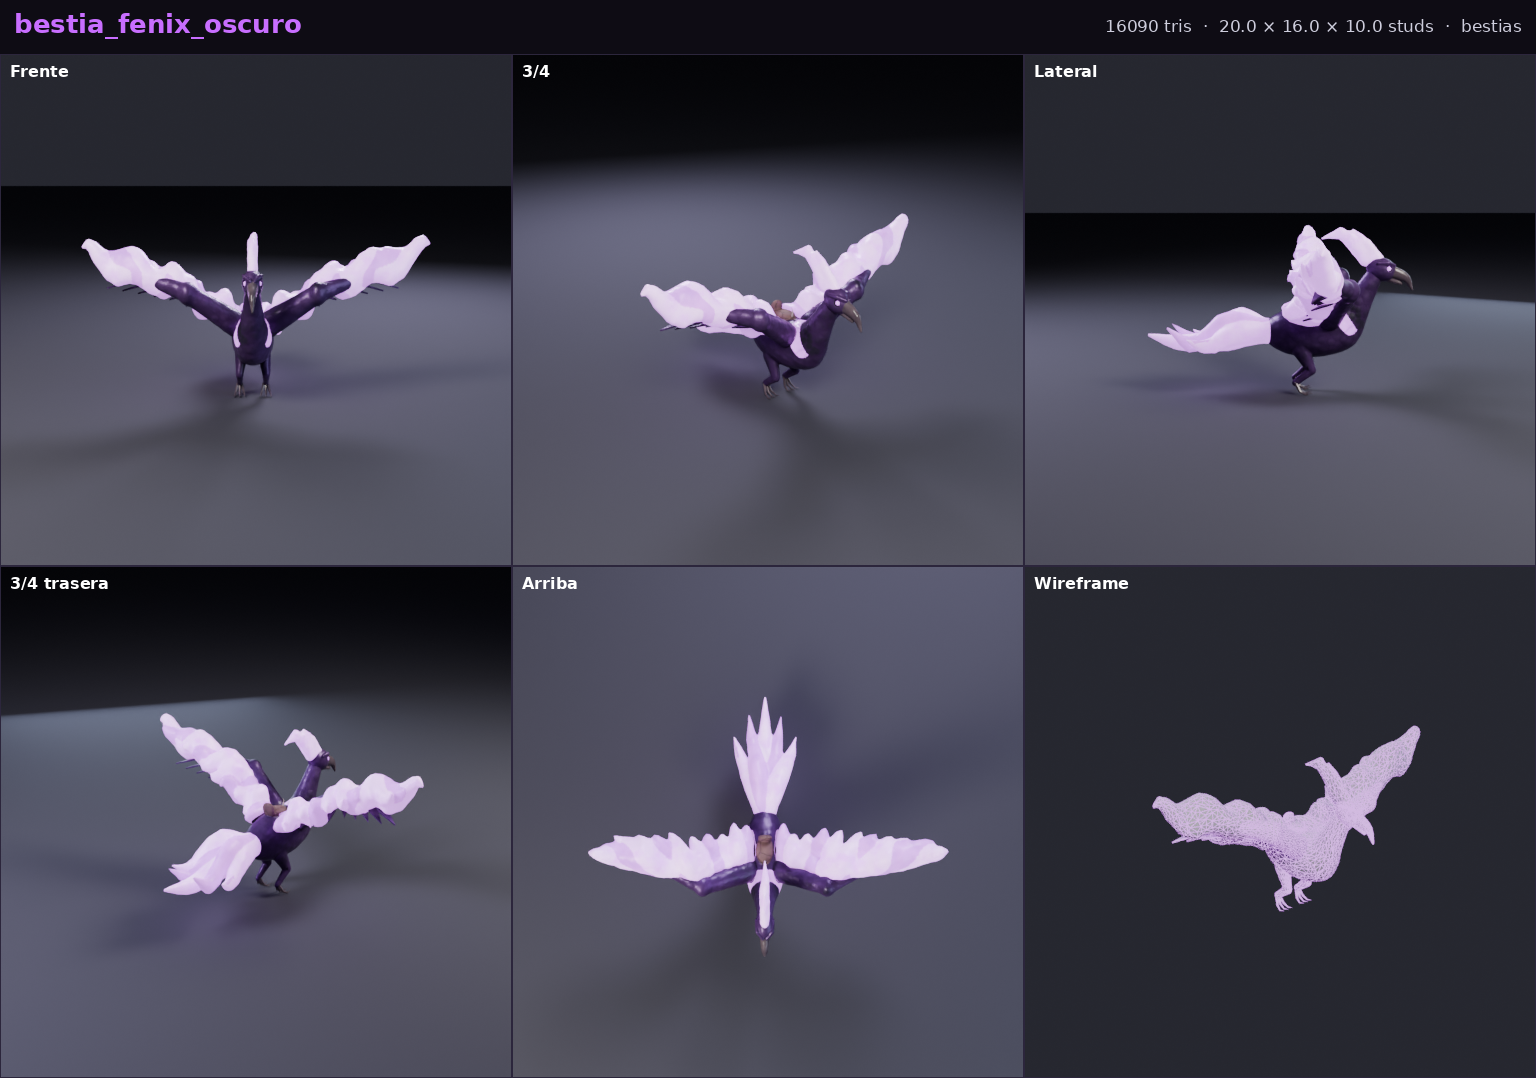 bestia_fenix_oscuro
16090 tris · 20.0 × 16.0 × 10.0 studs · bestias
Frente
3/4
Lateral
3/4 trasera
Arriba
Wireframe